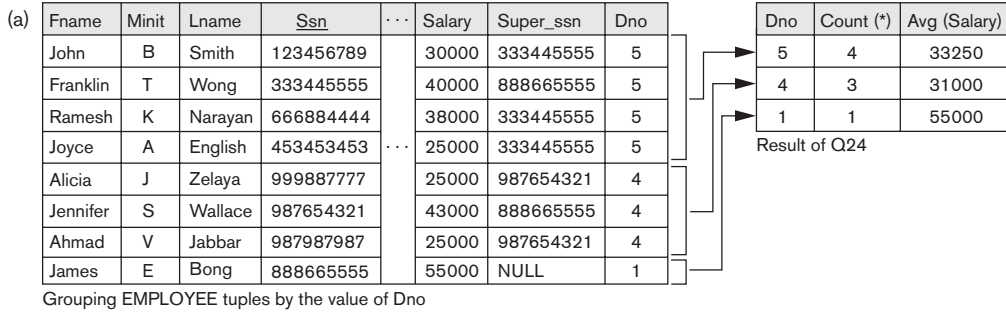 (a)
Fname Minit Lname Ssn · · · Salary Super_ssn Dno
John B Smith 123456789 30000 333445555 5
Franklin T Wong 333445555 40000 888665555 5
Ramesh K Narayan 666884444 38000 333445555 5
Joyce A English 453453453 · · · 25000 333445555 5
Alicia J Zelaya 999887777 25000 987654321 4
Jennifer S Wallace 987654321 43000 888665555 4
Ahmad V Jabbar 987987987 25000 987654321 4
James E Bong 888665555 55000 NULL 1
Grouping EMPLOYEE tuples by the value of Dno
Dno Count (*) Avg (Salary)
5 4 33250
4 3 31000
1 1 55000
Result of Q24